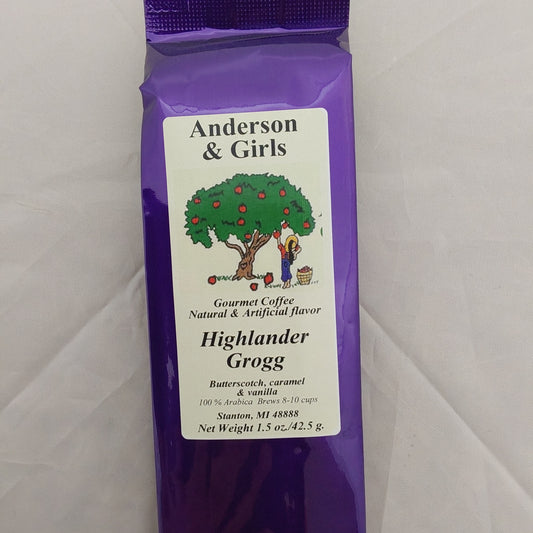 Anderson
& Girls
Gourmet Coffee
Natural & Artificial flavor
Highlander
Grogg
Butterscotch, caramel
& vanilla
100 % Arabica Brews 8-10 cups
Stanton, MI 48888
Net Weight 1.5 oz./42.5 g.